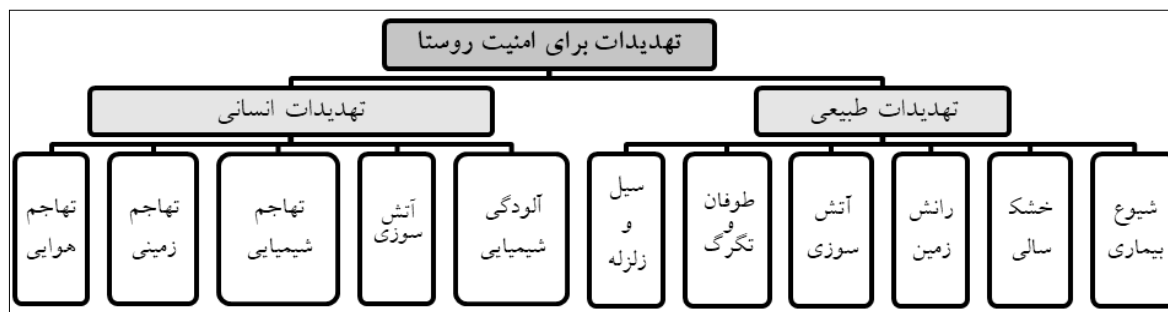 تهدیدات برای امنیت روستا
تهدیدات طبیعی
تهدیدات انسانی
شیوع
بیماری
خشک
سالی
رانش
زمین
آتش
سوزی
طوفان
و
تگرگ
سیل
و
زلزله
آلودگی
شیمیایی
آتش
سوزی
تهاجم
شیمیایی
تهاجم
زمینی
تهاجم
هوایی